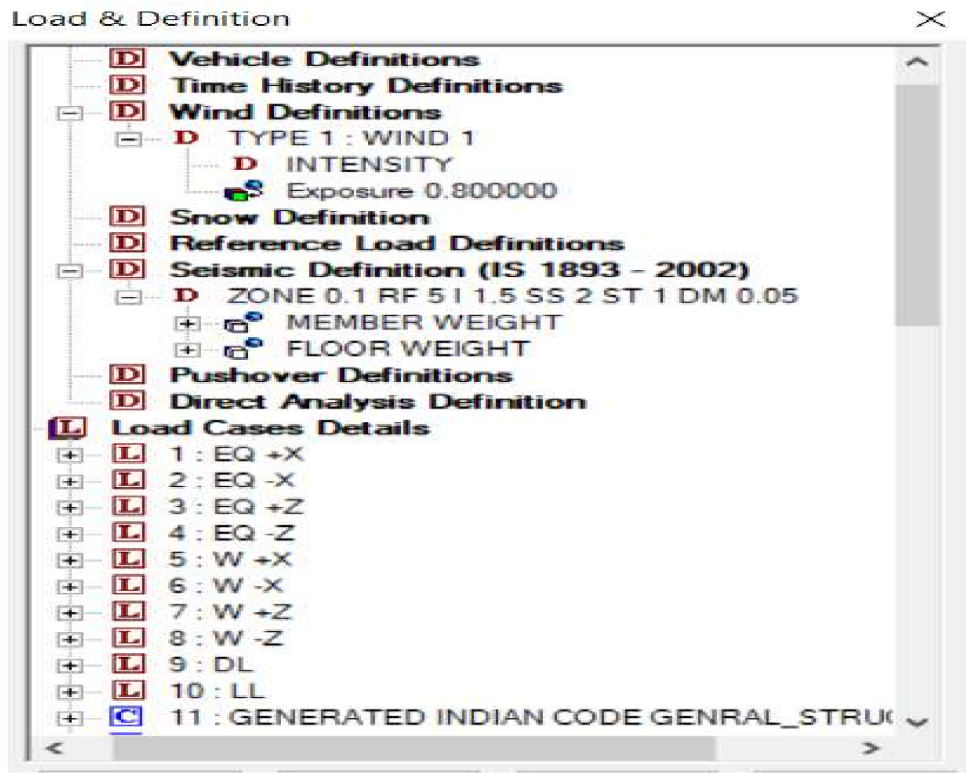 Load & Definition
Vehicle Definitions
Time History Definitions
Wind Definitions
TYPE 1 : WIND 1
INTENSITY
Exposure 0.800000
Snow Definition
Reference Load Definitions
Seismic Definition (IS 1893 - 2002)
ZONE 0.1 RF 5 I 1.5 SS 2 ST 1 DM 0.05
MEMBER WEIGHT
FLOOR WEIGHT
Pushover Definitions
Direct Analysis Definition
Load Cases Details
1 : EQ +X
2 : EQ -X
3 : EQ +Z
4 : EQ -Z
5 : W +X
6 : W -X
7 : W +Z
8 : W -Z
9 : DL
10 : LL
11 : GENERATED INDIAN CODE GENRAL_STRU